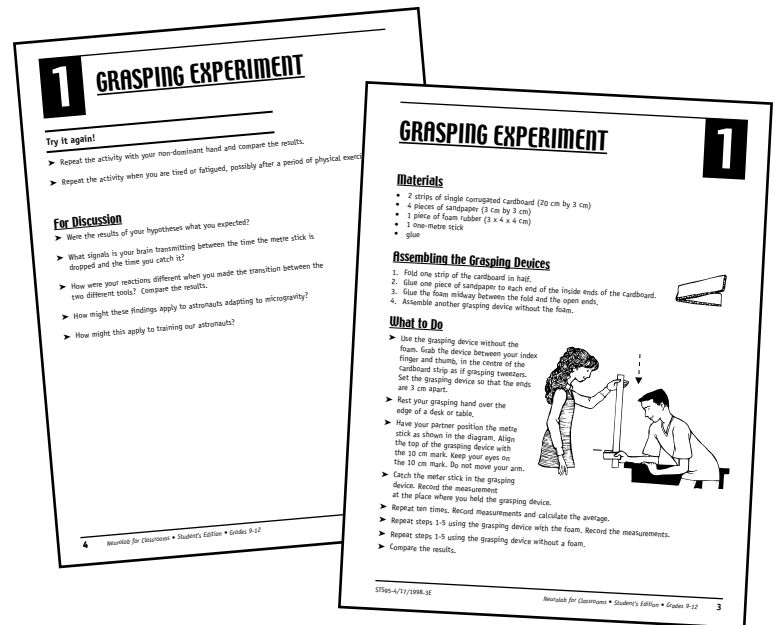 1
GRASPING EXPERIMENT
Try it again!
➤ Repeat the activity with your non-dominant hand and compare the results.
➤ Repeat the activity when you are tired or fatigued, possibly after a period of physical
For Discussion
➤ Were the results of your hypotheses what you expected?
➤ What signals is your brain transmitting between the time the metre stick is
dropped and the time you catch it?
➤ How were your reactions different when you made the transition between the
two different tools? Compare the results.
➤ How might these findings apply to astronauts adapting to microgravity?
➤ How might this apply to training our astronauts?
4 Neurolab for Classrooms • Student's Edition • Grades 9-12
GRASPING EXPERIMENT
1
Materials
• 2 strips of single corrugated cardboard (20 cm by 3 cm)
• 4 pieces of sandpaper (3 cm by 3 cm)
• 1 piece of foam rubber (3 x 4 x 4 cm)
• 1 one-metre stick
• glue
Assembling the Grasping Devices
1. Fold one strip of the cardboard in half.
2. Glue one piece of sandpaper to each end of the inside ends of the cardboard.
3. Glue the foam midway between the fold and the open ends.
4. Assemble another grasping device without the foam.
What to Do
➤ Use the grasping device without the
foam. Grab the device between your index
finger and thumb, in the centre of the
cardboard strip as if grasping tweezers.
Set the grasping device so that the ends
are 3 cm apart.
➤ Rest your grasping hand over the
edge of a desk or table.
➤ Have your partner position the metre
stick as shown in the diagram. Align
the top of the grasping device with
the 10 cm mark. Keep your eyes on
the 10 cm mark. Do not move your arm.
➤ Catch the meter stick in the grasping
device. Record the measurement
at the place where you held the grasping device.
➤ Repeat ten times. Record measurements and calculate the average.
➤ Repeat steps 1-5 using the grasping device with the foam. Record the measurements.
➤ Repeat steps 1-5 using the grasping device without a foam.
➤ Compare the results.
STS95-4/17/1998-3E
Neurolab for Classrooms • Student's Edition • Grades 9-12 3